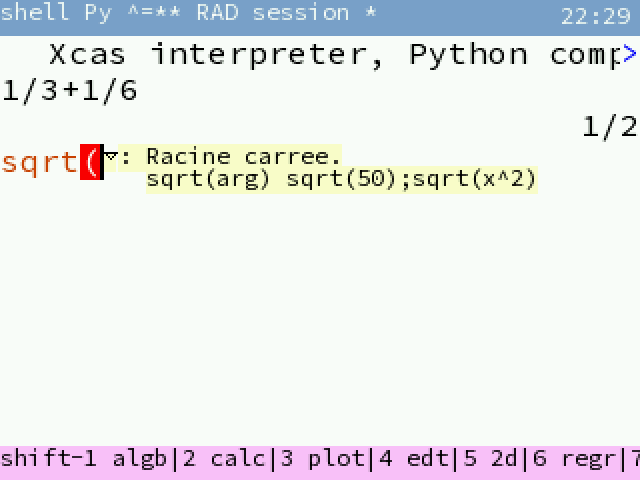 shell Py ^=** RAD session * 22:29
Xcas interpreter, Python comp>
1/3+1/6
1/2
sqrt( : Racine carree.
sqrt(arg) sqrt(50);sqrt(x^2)
shift-1 algb|2 calc|3 plot|4 edt|5 2d|6 regr|7